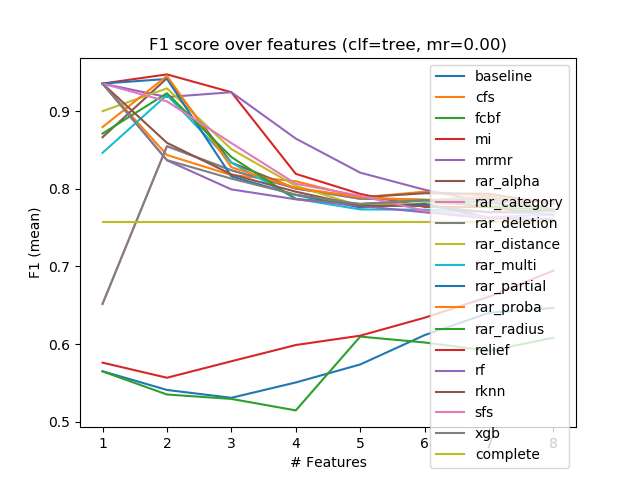 F1 score over features (clf=tree, mr=0.00)
F1 (mean)
0.9
0.8
0.7
0.6
0.5
1 2 3 4 5 6 7 8
# Features
baseline
cfs
fcbf
mi
mrmr
rar_alpha
rar_category
rar_deletion
rar_distance
rar_multi
rar_partial
rar_proba
rar_radius
relief
rf
rknn
sfs
xgb
complete